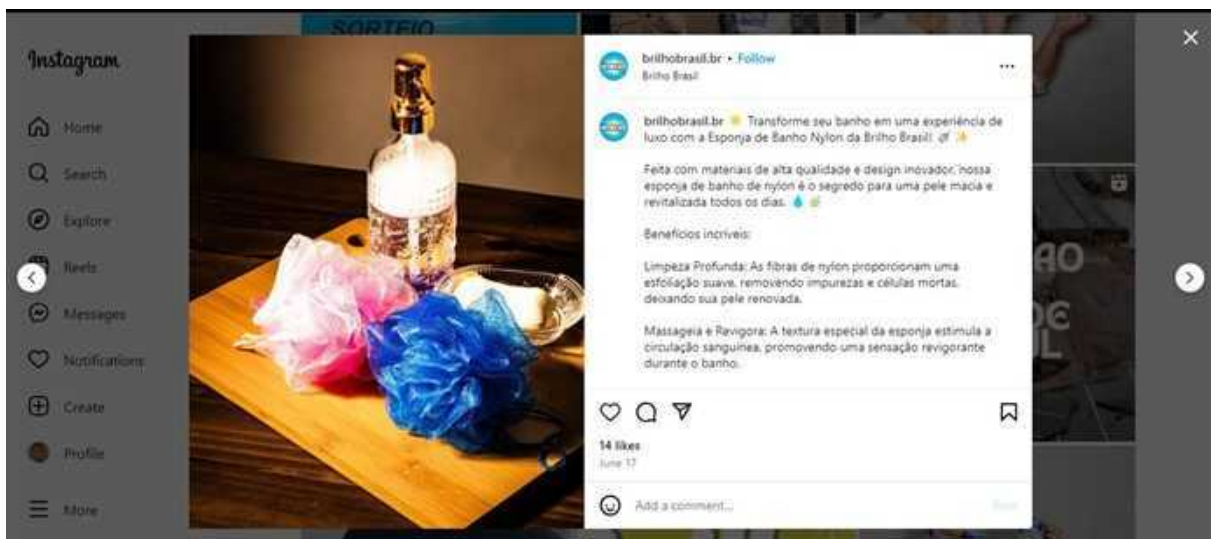 Instagram
Home
Search
Explore
Reels
Messages
Notifications
Create
Profile
More
SORTEIO
brilhobrasil.br • Follow
Brilho Brasil
brilhobrasil.br Transforme seu banho em uma experiência de
luxo com a Esponja de Banho Nylon da Brilho Brasil!
Feita com materiais de alta qualidade e design inovador, nossa
esponja de banho de nylon é o segredo para uma pele macia e
revitalizada todos os dias.
Benefícios incríveis:
Limpeza Profunda: As fibras de nylon proporcionam uma
esfoliação suave, removendo impurezas e células mortas,
deixando sua pele renovada.
Massageia e Revigora: A textura especial da esponja estimula a
circulação sanguínea, promovendo uma sensação revigorante
durante o banho.
14 likes
June 17
Add a comment...
Post